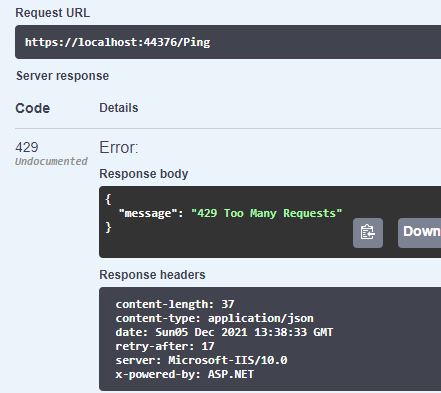 Request URL
https://localhost:44376/Ping
Server response
Code Details
429 Error:
Undocumented
Response body
{
"message": "429 Too Many Requests"
}
Down
Response headers
content-length: 37
content-type: application/json
date: Sun05 Dec 2021 13:38:33 GMT
retry-after: 17
server: Microsoft-IIS/10.0
x-powered-by: ASP.NET